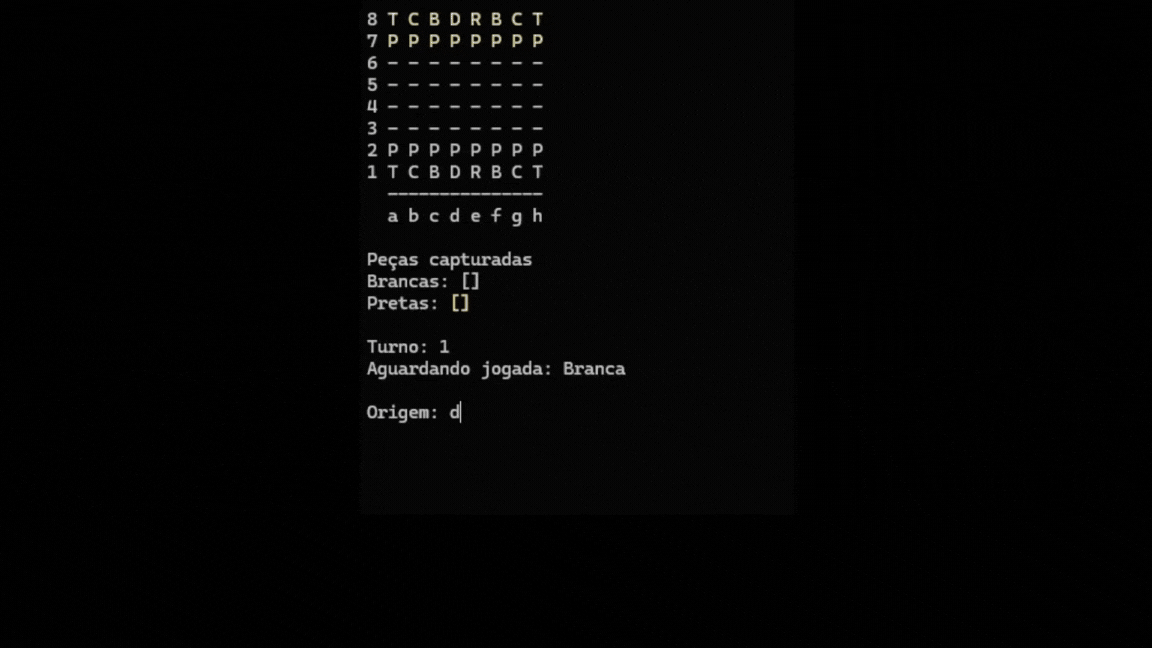 8 T C B D R B C T
7 P P P P P P P P
6 - - - - - - - -
5 - - - - - - - -
4 - - - - - - - -
3 - - - - - - - -
2 P P P P P P P P
1 T C B D R B C T
---------------
a b c d e f g h
Peças capturadas
Brancas: []
Pretas: []
Turno: 1
Aguardando jogada: Branca
Origem: d